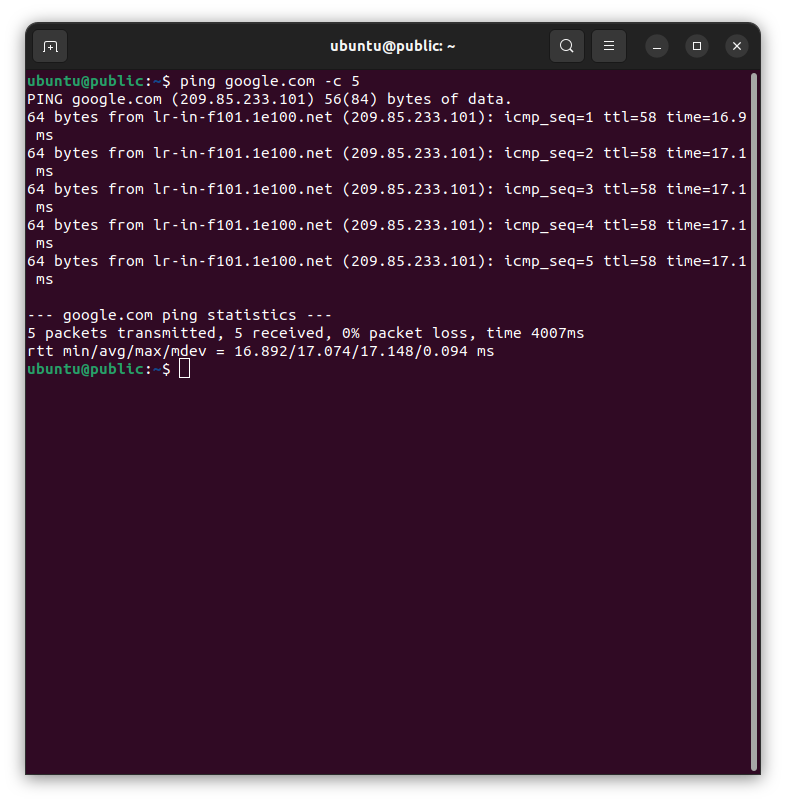 ubuntu@public: ~
ubuntu@public:~$ ping google.com -c 5
PING google.com (209.85.233.101) 56(84) bytes of data.
64 bytes from lr-in-f101.1e100.net (209.85.233.101): icmp_seq=1 ttl=58 time=16.9
 ms
64 bytes from lr-in-f101.1e100.net (209.85.233.101): icmp_seq=2 ttl=58 time=17.1
 ms
64 bytes from lr-in-f101.1e100.net (209.85.233.101): icmp_seq=3 ttl=58 time=17.1
 ms
64 bytes from lr-in-f101.1e100.net (209.85.233.101): icmp_seq=4 ttl=58 time=17.1
 ms
64 bytes from lr-in-f101.1e100.net (209.85.233.101): icmp_seq=5 ttl=58 time=17.1
 ms
--- google.com ping statistics ---
5 packets transmitted, 5 received, 0% packet loss, time 4007ms
rtt min/avg/max/mdev = 16.892/17.074/17.148/0.094 ms
ubuntu@public:~$